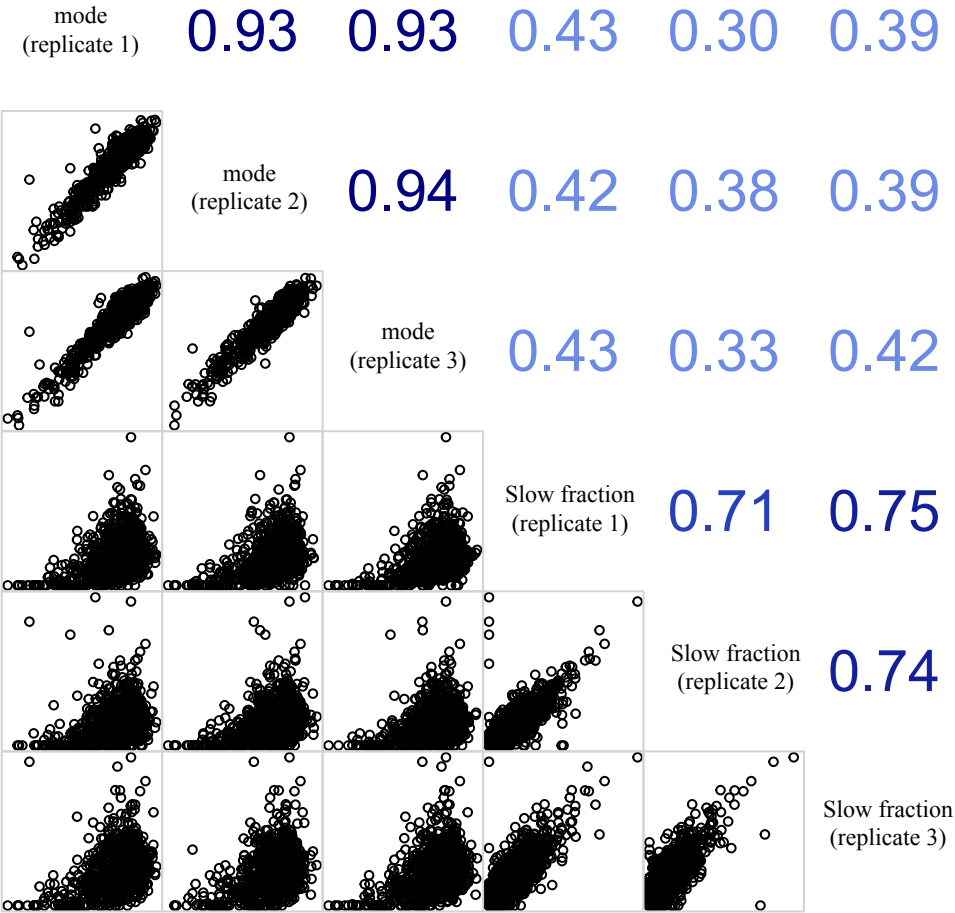 mode
(replicate 1)
0.93
0.93
0.43
0.30
0.39
mode
(replicate 2)
0.94
0.42
0.38
0.39
mode
(replicate 3)
0.43
0.33
0.42
Slow fraction
(replicate 1)
0.71
0.75
Slow fraction
(replicate 2)
0.74
Slow fraction
(replicate 3)